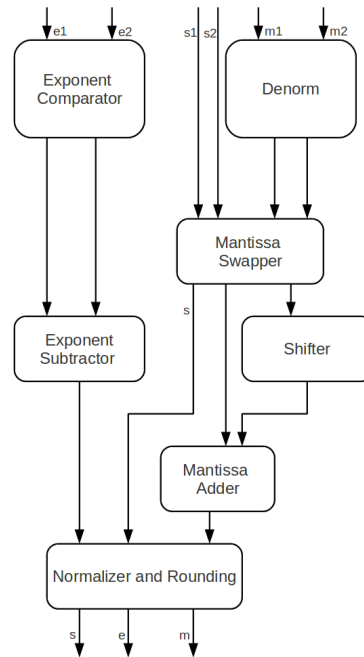 e1
e2
s1
s2
m1
m2
Exponent
Comparator
Denorm
Mantissa
Swapper
s
Exponent
Subtractor
Shifter
Mantissa
Adder
Normalizer and Rounding
s
e
m